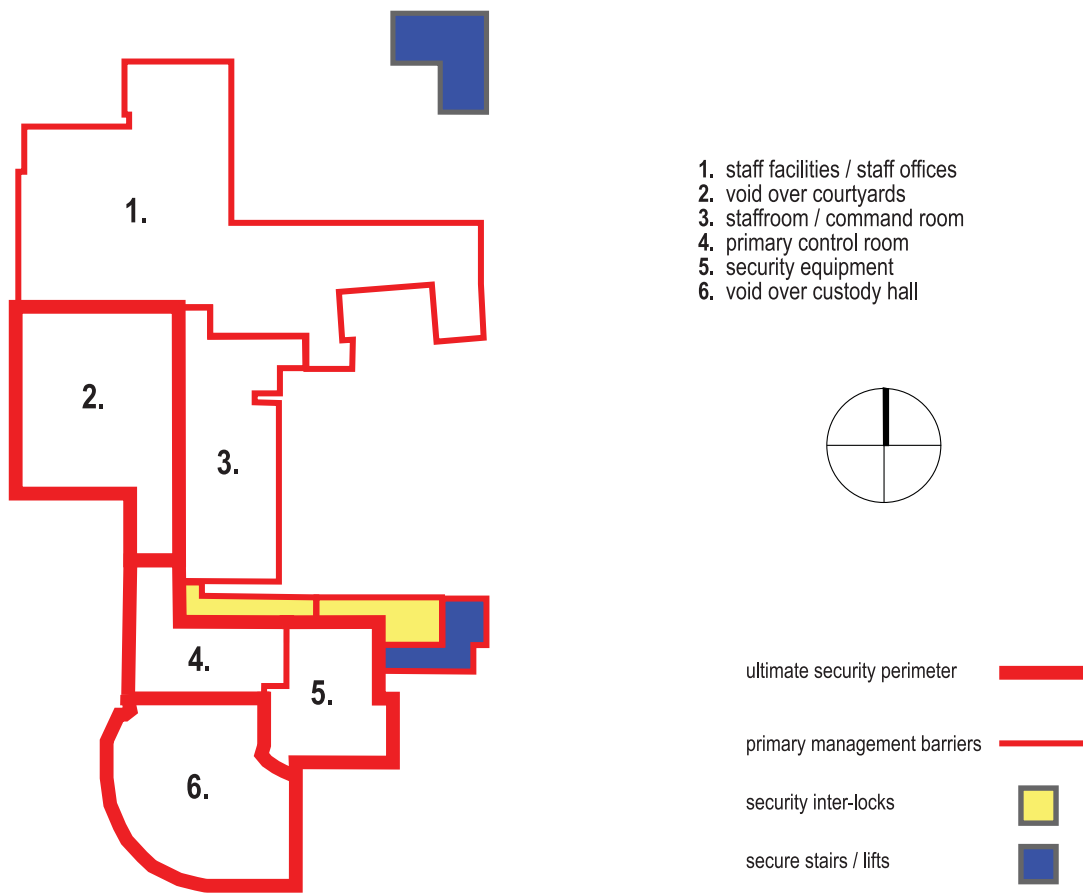 1. staff facilities / staff offices
2. void over courtyards
3. staffroom / command room
4. primary control room
5. security equipment
6. void over custody hall
1.
2.
3.
4.
5.
6.
ultimate security perimeter
primary management barriers
security inter-locks
secure stairs / lifts